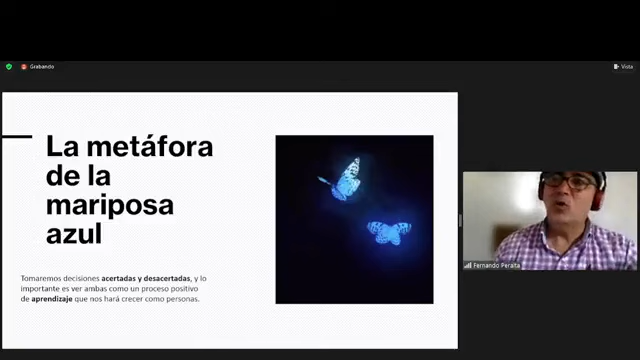 Grabando
Vista
La metáfora
de la
mariposa
azul
Tomaremos decisiones acertadas y desacertadas, y lo
importante es ver ambas como un proceso positivo
de aprendizaje que nos hará crecer como personas.
Fernando Peralta